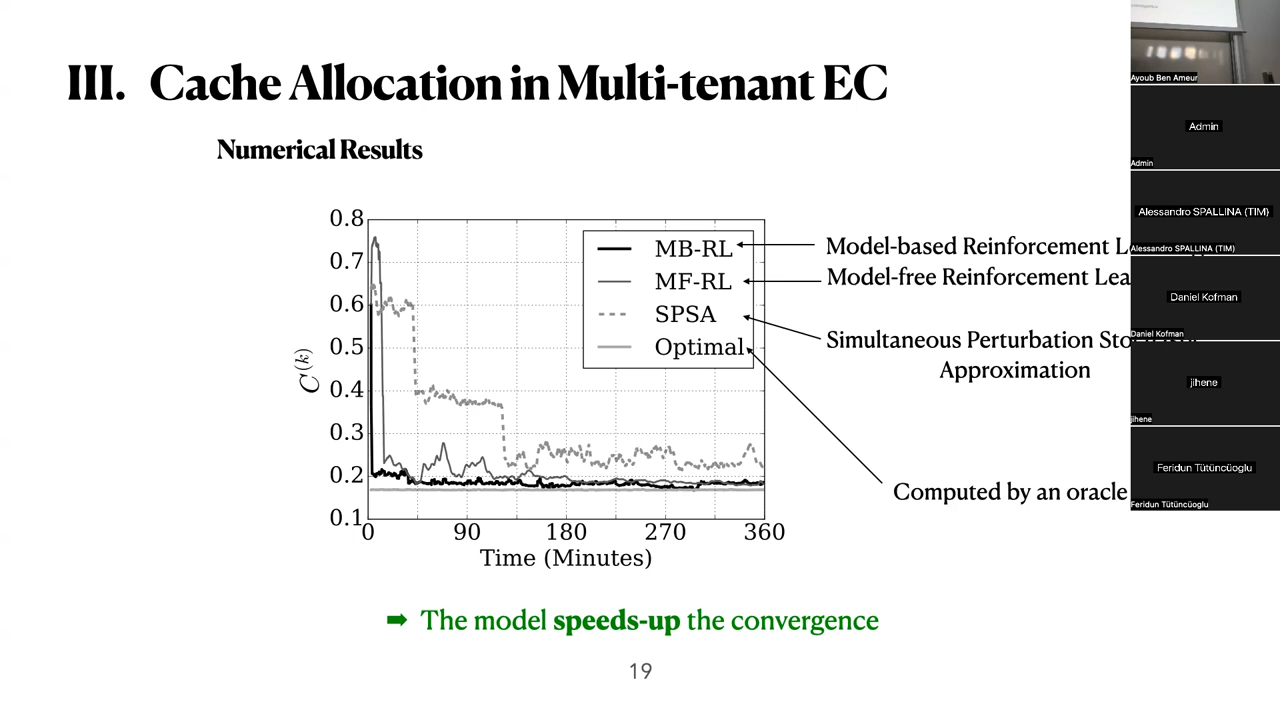 III. Cache Allocation in Multi-tenant EC
Numerical Results
0.8
0.7
0.6
0.5
0.4
0.3
0.2
0.1
C^(k)
0 90 180 270 360
Time (Minutes)
MB-RL
MF-RL
SPSA
Optimal
Model-based Reinforcement L
Model-free Reinforcement Lea
Simultaneous Perturbation Sto
Approximation
Computed by an oracle
➡ The model speeds-up the convergence
19
Ayoub Ben Ameur
Admin
Admin
Alessandro SPALLINA (TIM)
Alessandro SPALLINA (TIM)
Daniel Kofman
Daniel Kofman
jihene
jihene
Feridun Tütüncüoglu
Feridun Tütüncüoglu